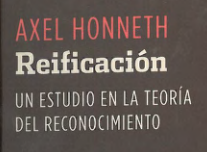 AXEL HONNETH
Reificación
UN ESTUDIO EN LA TEORÍA
DEL RECONOCIMIENTO